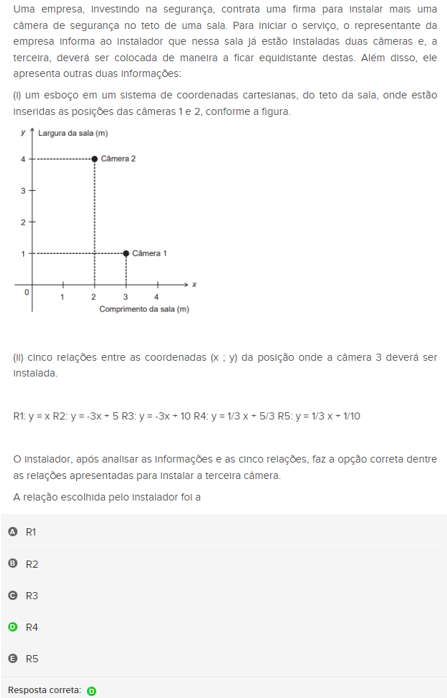 Uma empresa, investindo na segurança, contrata uma firma para instalar mais uma
câmera de segurança no teto de uma sala. Para iniciar o serviço, o representante da
empresa informa ao instalador que nessa sala já estão instaladas duas câmeras e, a
terceira, deverá ser colocada de maneira a ficar equidistante destas. Além disso, ele
apresenta outras duas informações:
(i) um esboço em um sistema de coordenadas cartesianas, do teto da sala, onde estão
inseridas as posições das câmeras 1 e 2, conforme a figura.
y Largura da sala (m)
4 Câmera 2
3
2
1 Câmera 1
0 x
1 2 3 4
Comprimento da sala (m)
(ii) cinco relações entre as coordenadas (x ; y) da posição onde a câmera 3 deverá ser
instalada.
R1: y = x R2: y = -3x + 5 R3: y = -3x + 10 R4: y = 1/3 x + 5/3 R5: y = 1/3 x + 1/10
O instalador, após analisar as informações e as cinco relações, faz a opção correta dentre
as relações apresentadas para instalar a terceira câmera.
A relação escolhida pelo instalador foi a
A R1
B R2
C R3
D R4
E R5
Resposta correta: D